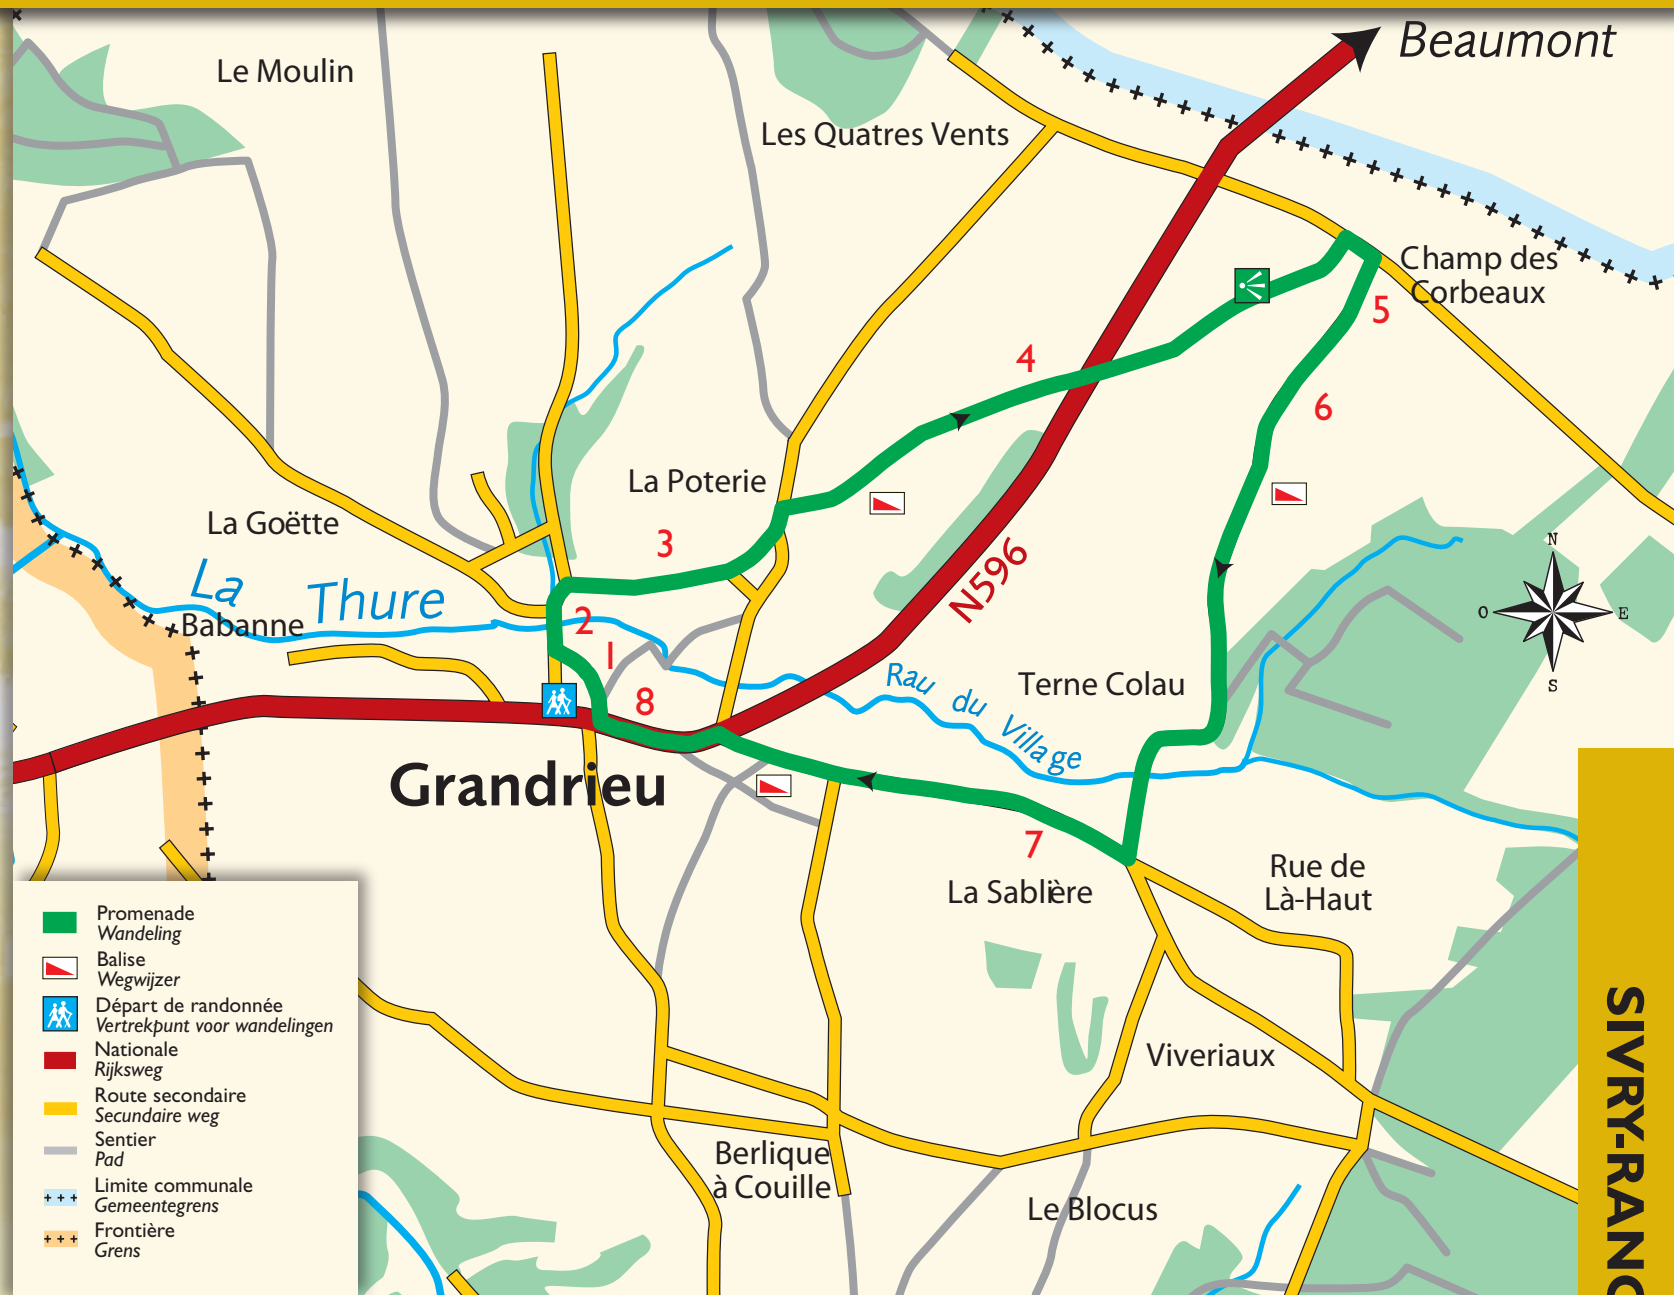 Beaumont
Le Moulin
Les Quatres Vents
Champ des
Corbeaux
5
4
6
La Poterie
La Goëtte
3
N596
N
O
E
S
La Thure
Babanne
2
1
8
Rau du Village
Terne Colau
Grandrieu
7
La Sablière
Rue de
Là-Haut
Viveriaux
Berlique
à Couille
Le Blocus
SIVRY-RANC
Promenade
Wandeling
Balise
Wegwijzer
Départ de randonnée
Vertrekpunt voor wandelingen
Nationale
Rijksweg
Route secondaire
Secundaire weg
Sentier
Pad
Limite communale
Gemeentegrens
Frontière
Grens